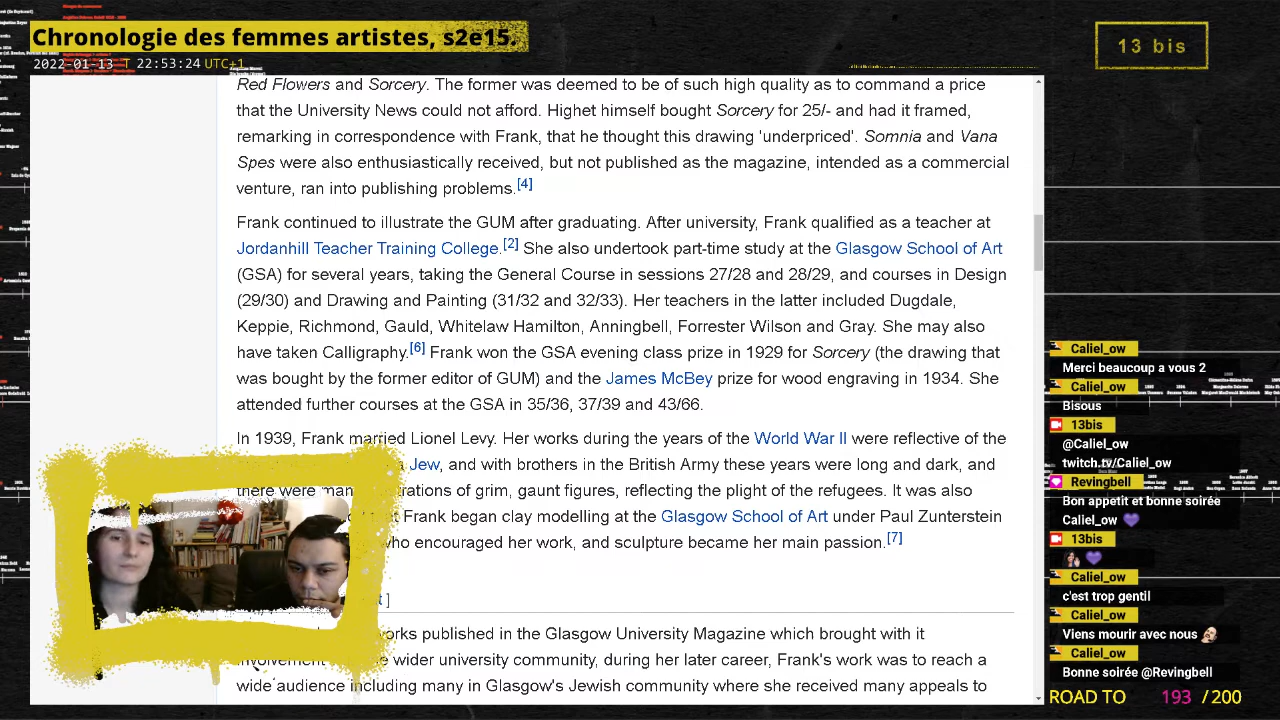 Chronologie des femmes artistes, s2e15
2022-01-13 T 22:53:24 UTC+1
13 bis
Red Flowers and Sorcery. The former was deemed to be of such high quality as to command a price
that the University News could not afford. Highet himself bought Sorcery for 25/- and had it framed,
remarking in correspondence with Frank, that he thought this drawing 'underpriced'. Somnia and Vana
Spes were also enthusiastically received, but not published as the magazine, intended as a commercial
venture, ran into publishing problems.[4]
Frank continued to illustrate the GUM after graduating. After university, Frank qualified as a teacher at
Jordanhill Teacher Training College.[2] She also undertook part-time study at the Glasgow School of Art
(GSA) for several years, taking the General Course in sessions 27/28 and 28/29, and courses in Design
(29/30) and Drawing and Painting (31/32 and 32/33). Her teachers in the latter included Dugdale,
Keppie, Richmond, Gauld, Whitelaw Hamilton, Anningbell, Forrester Wilson and Gray. She may also
have taken Calligraphy.[6] Frank won the GSA evening class prize in 1929 for Sorcery (the drawing that
was bought by the former editor of GUM) and the James McBey prize for wood engraving in 1934. She
attended further courses at the GSA in 35/36, 37/39 and 43/66.
In 1939, Frank married Lionel Levy. Her works during the years of the World War II were reflective of the
Jew, and with brothers in the British Army these years were long and dark, and
there were of grim, gaunt figures, reflecting the plight of the refugees. It was also
Frank began clay modelling at the Glasgow School of Art under Paul Zunterstein
who encouraged her work, and sculpture became her main passion.[7]
]
works published in the Glasgow University Magazine which brought with it
involvement wider university community, during her later career, Frank's work was to reach a
wide audience including many in Glasgow's Jewish community where she received many appeals to
Caliel_ow
Merci beaucoup a vous 2
Caliel_ow
Bisous
13bis
@Caliel_ow
twitch.tv/Caliel_ow
Revingbell
Bon appetit et bonne soirée
Caliel_ow
13bis
Caliel_ow
c'est trop gentil
Caliel_ow
Viens mourir avec nous
Caliel_ow
Bonne soirée @Revingbell
ROAD TO 193 / 200